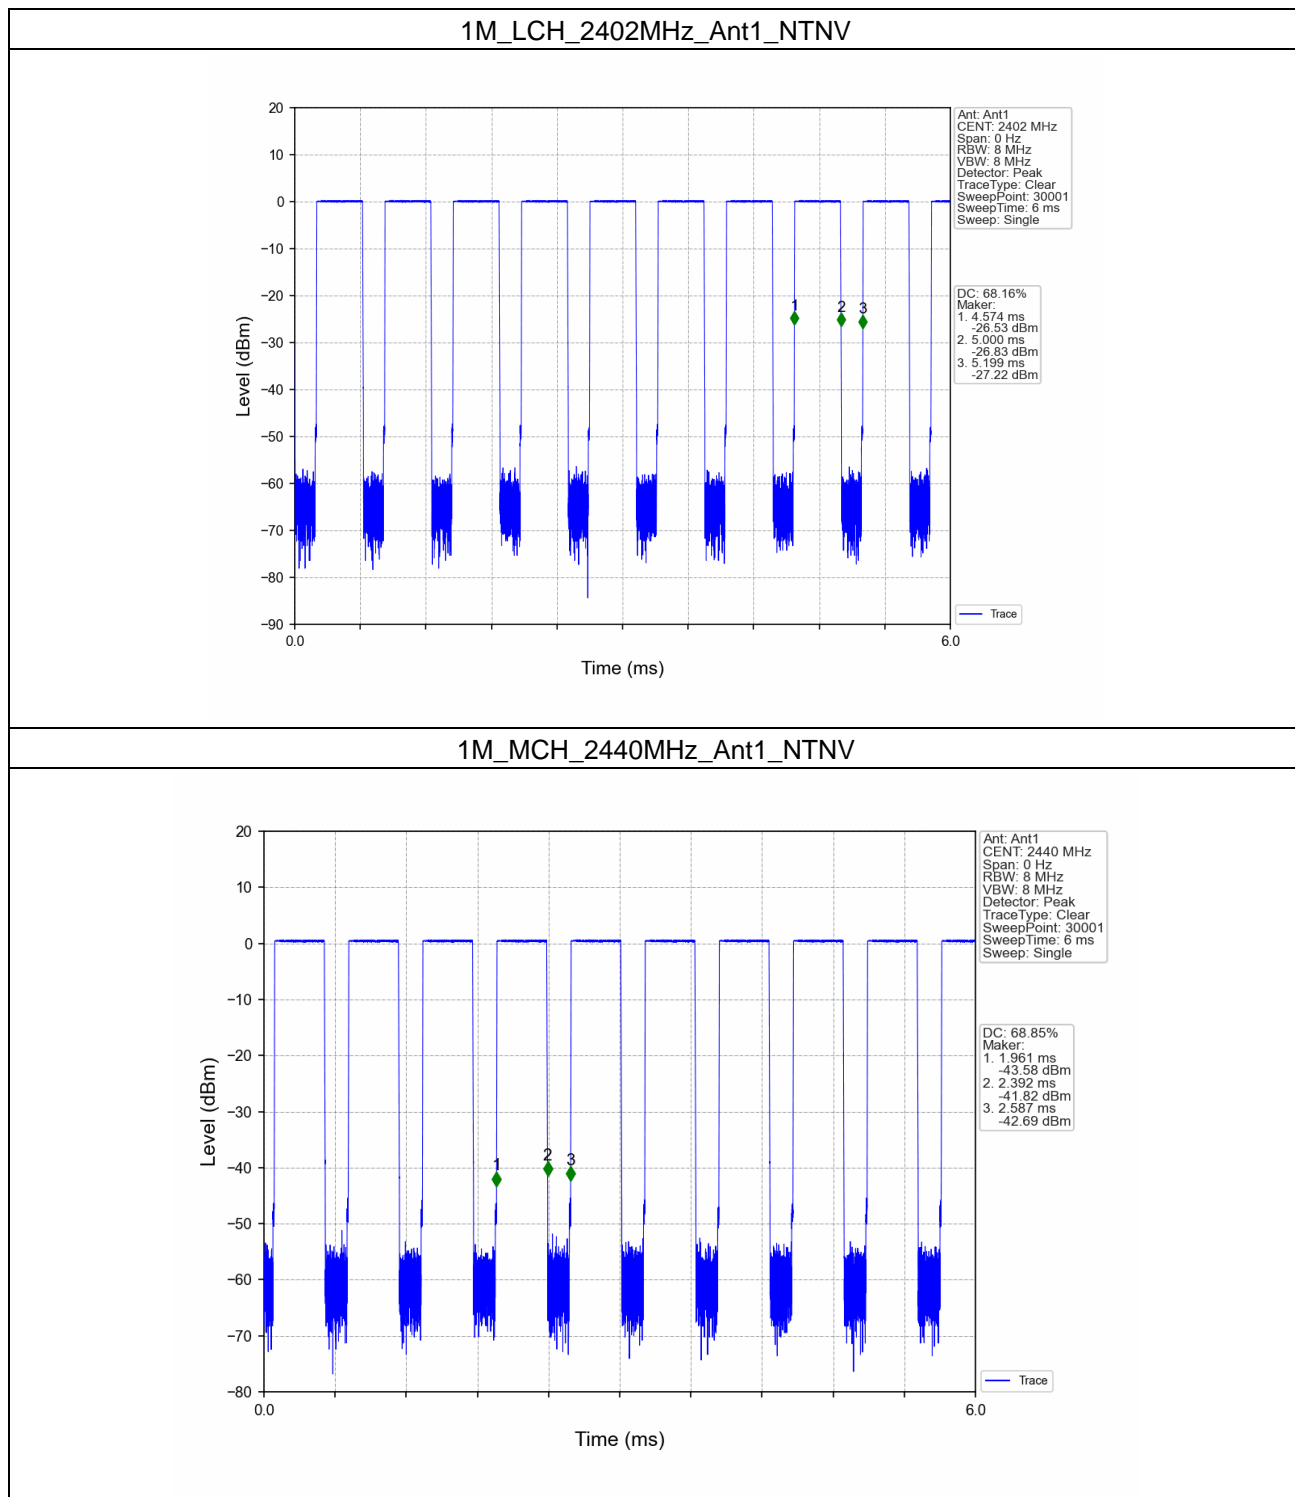 1M_LCH_2402MHz_Ant1_NTNV
20
10
0
−10
−20
−30
−40
−50
−60
−70
−80
−90
Level (dBm)
0.0
6.0
Time (ms)
1
2
3
Ant: Ant1
CENT: 2402 MHz
Span: 0 Hz
RBW: 8 MHz
VBW: 8 MHz
Detector: Peak
TraceType: Clear
SweepPoint: 30001
SweepTime: 6 ms
Sweep: Single
DC: 68.16%
Maker:
1. 4.574 ms
-26.53 dBm
2. 5.000 ms
-26.83 dBm
3. 5.199 ms
-27.22 dBm
Trace
1M_MCH_2440MHz_Ant1_NTNV
20
10
0
−10
−20
−30
−40
−50
−60
−70
−80
Level (dBm)
0.0
6.0
Time (ms)
1
2
3
Ant: Ant1
CENT: 2440 MHz
Span: 0 Hz
RBW: 8 MHz
VBW: 8 MHz
Detector: Peak
TraceType: Clear
SweepPoint: 30001
SweepTime: 6 ms
Sweep: Single
DC: 68.85%
Maker:
1. 1.961 ms
-43.58 dBm
2. 2.392 ms
-41.82 dBm
3. 2.587 ms
-42.69 dBm
Trace